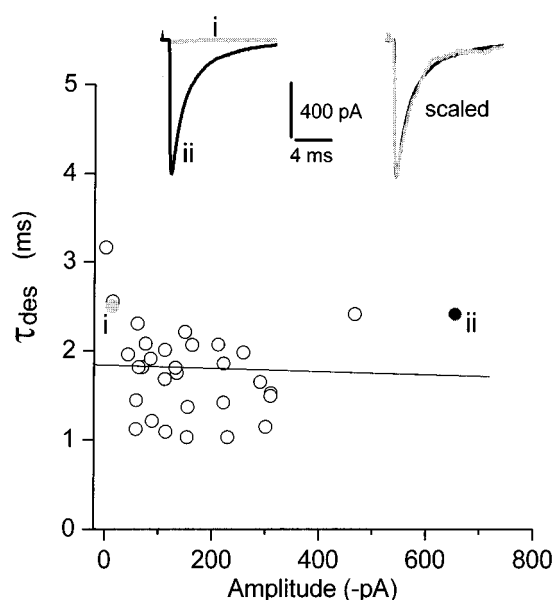 i
ii
400 pA
4 ms
scaled
5
4
3
2
1
0
τdes (ms)
i
ii
0
200
400
600
800
Amplitude (-pA)